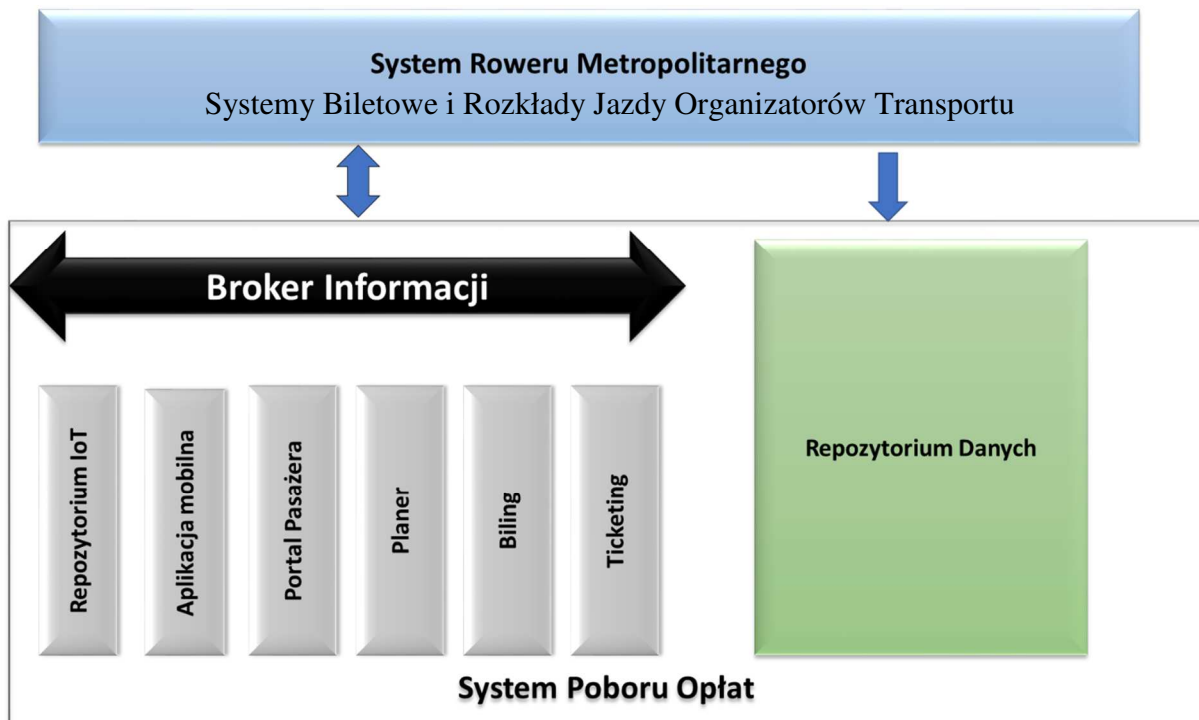 System Roweru Metropolitarnego
Systemy Biletowe i Rozkłady Jazdy Organizatorów Transportu
Broker Informacji
Repozytorium IoT
Aplikacja mobilna
Portal Pasażera
Planer
Biling
Ticketing
Repozytorium Danych
System Poboru Opłat